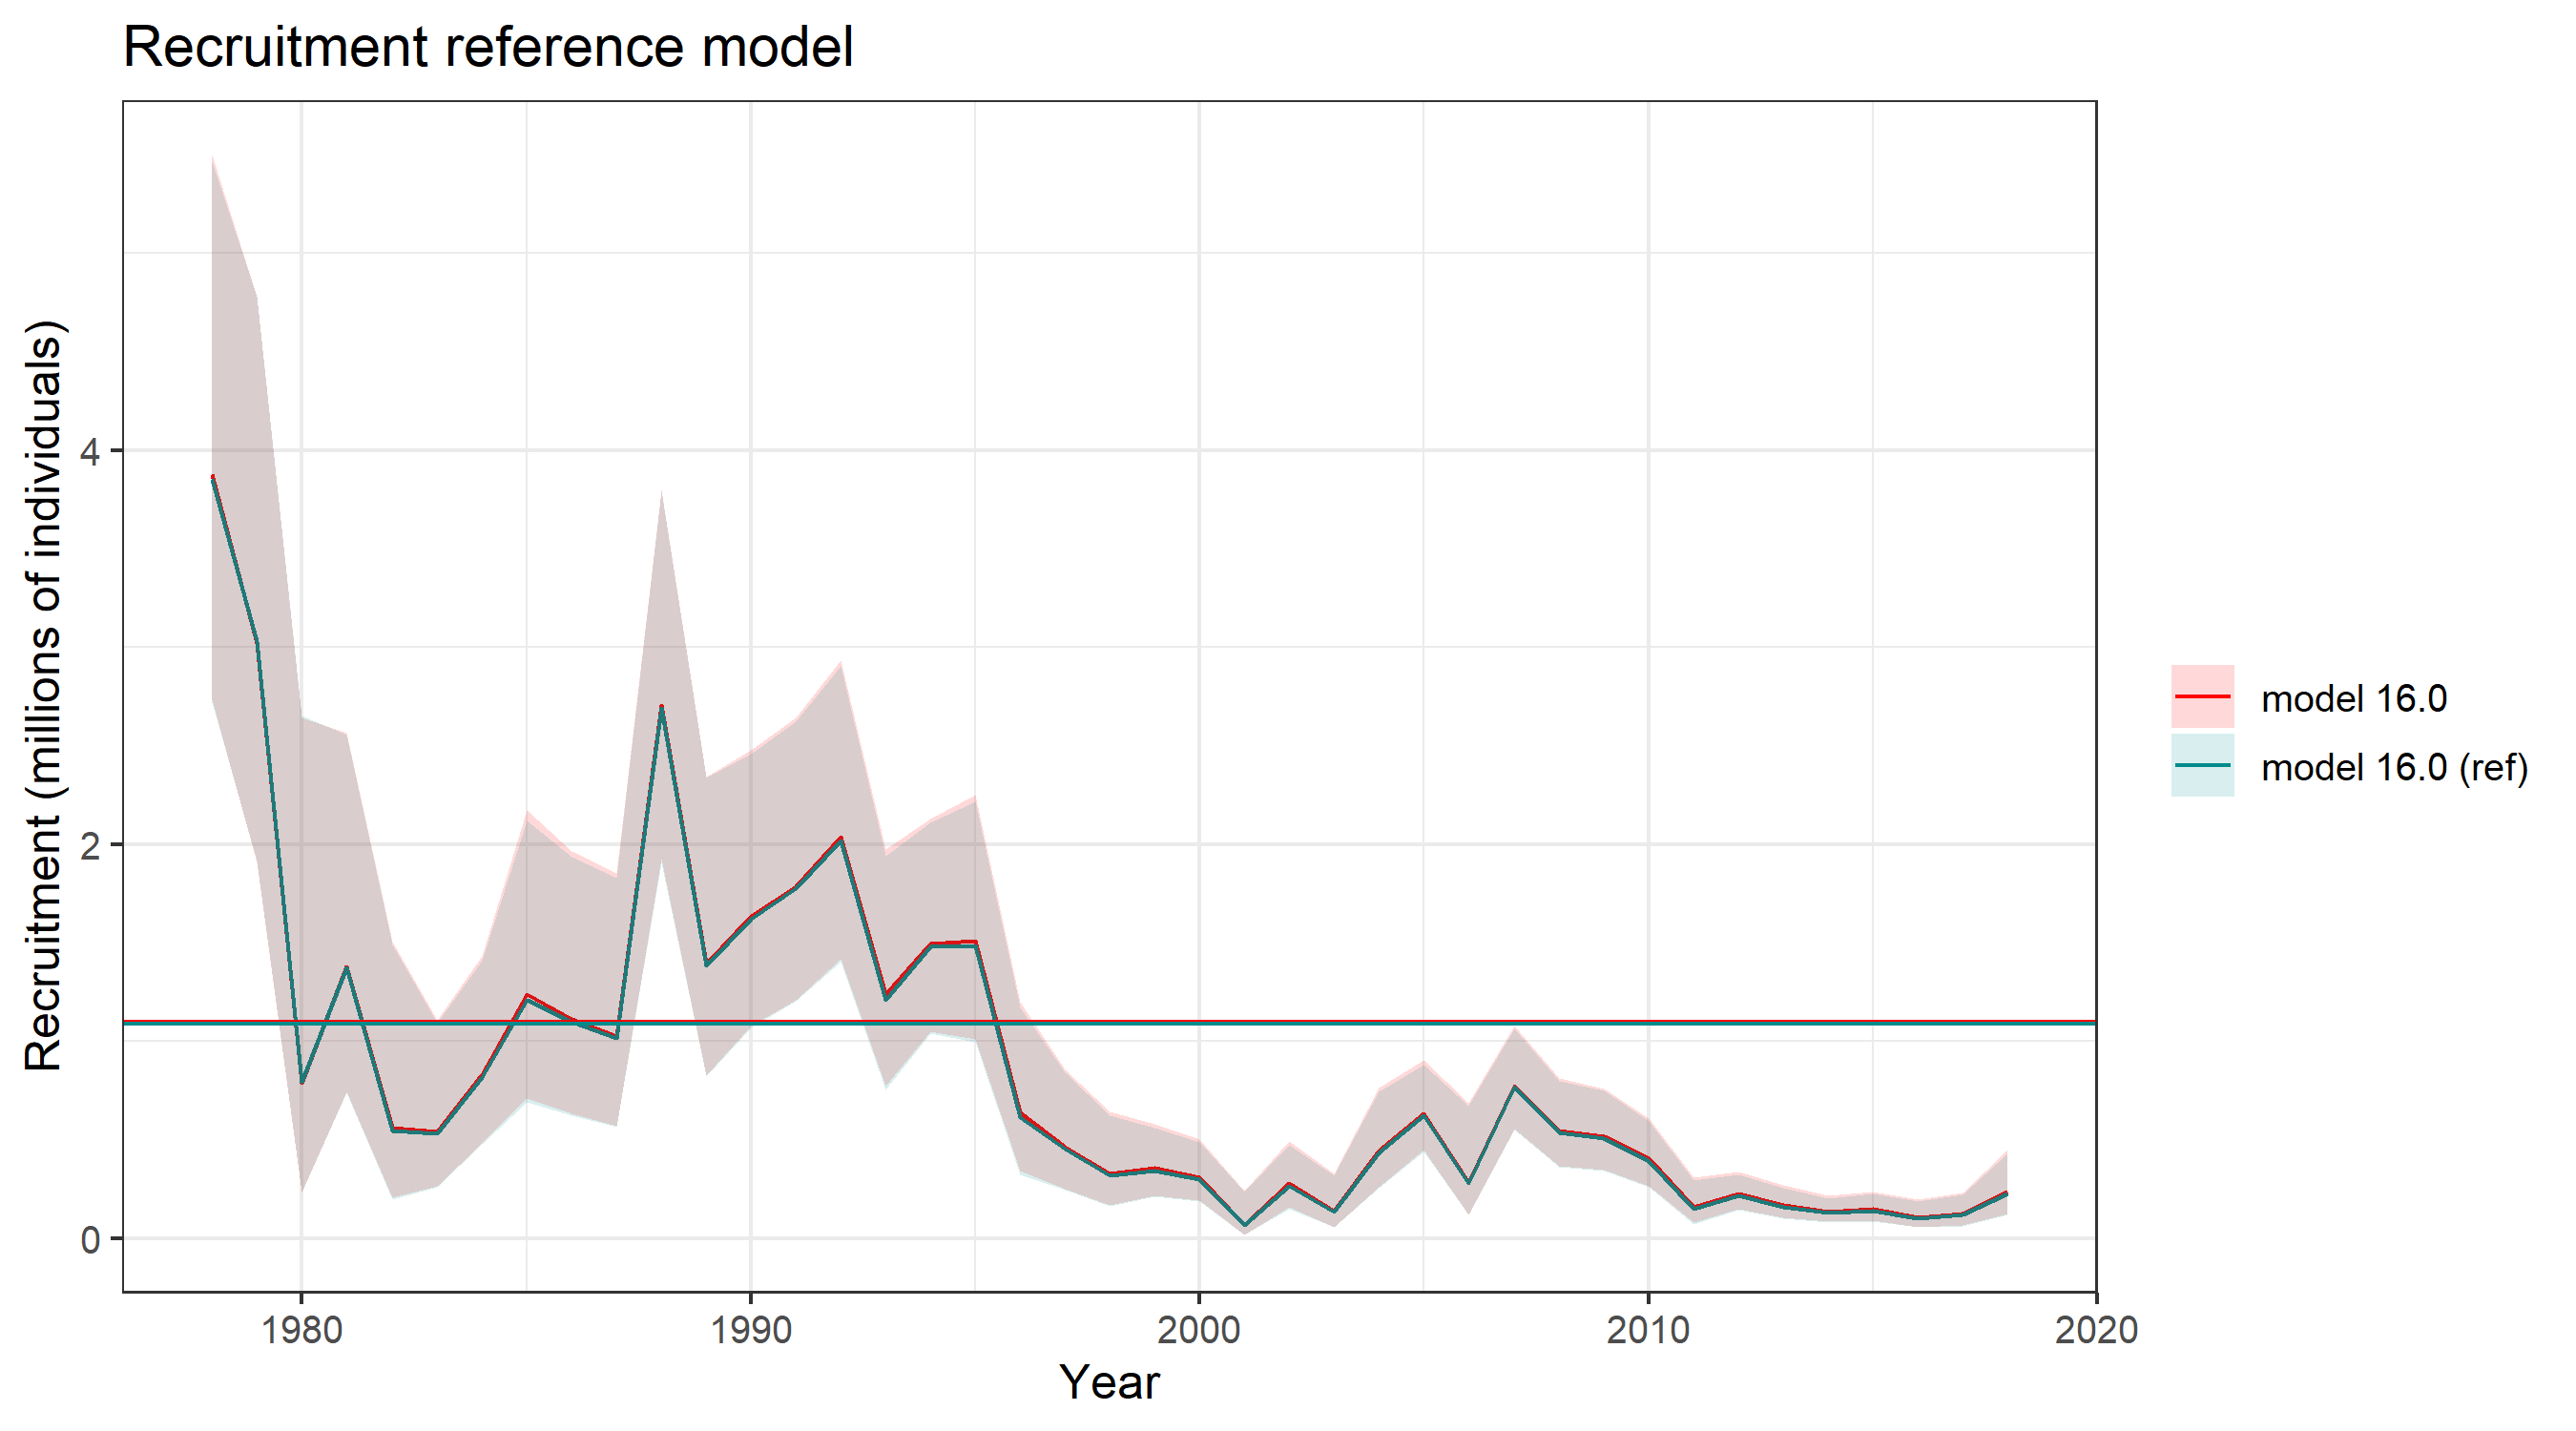 Recruitment reference model
Recruitment (millions of individuals)
4
2
0
1980
1990
2000
2010
2020
Year
model 16.0
model 16.0 (ref)